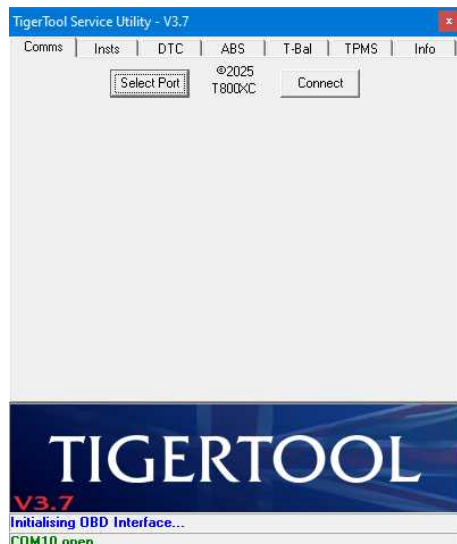 TigerTool Service Utility - V3.7
x
Comms Insts DTC ABS T-Bal TPMS Info
Select Port ©2025 T800XC Connect
TIGERTOOL
V3.7
Initialising OBD Interface...
COM10 open